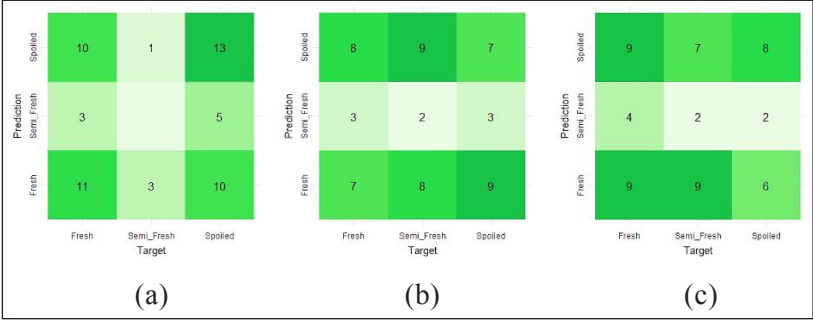 Prediction
Spoiled
Semi_Fresh
Fresh
10 1 13
3 5
11 3 10
Fresh Semi_Fresh Spoiled
Target
(a)
Prediction
Spoiled
Semi_Fresh
Fresh
8 9 7
3 2 3
7 8 9
Fresh Semi_Fresh Spoiled
Target
(b)
Prediction
Spoiled
Semi_Fresh
Fresh
9 7 8
4 2 2
9 9 6
Fresh Semi_Fresh Spoiled
Target
(c)